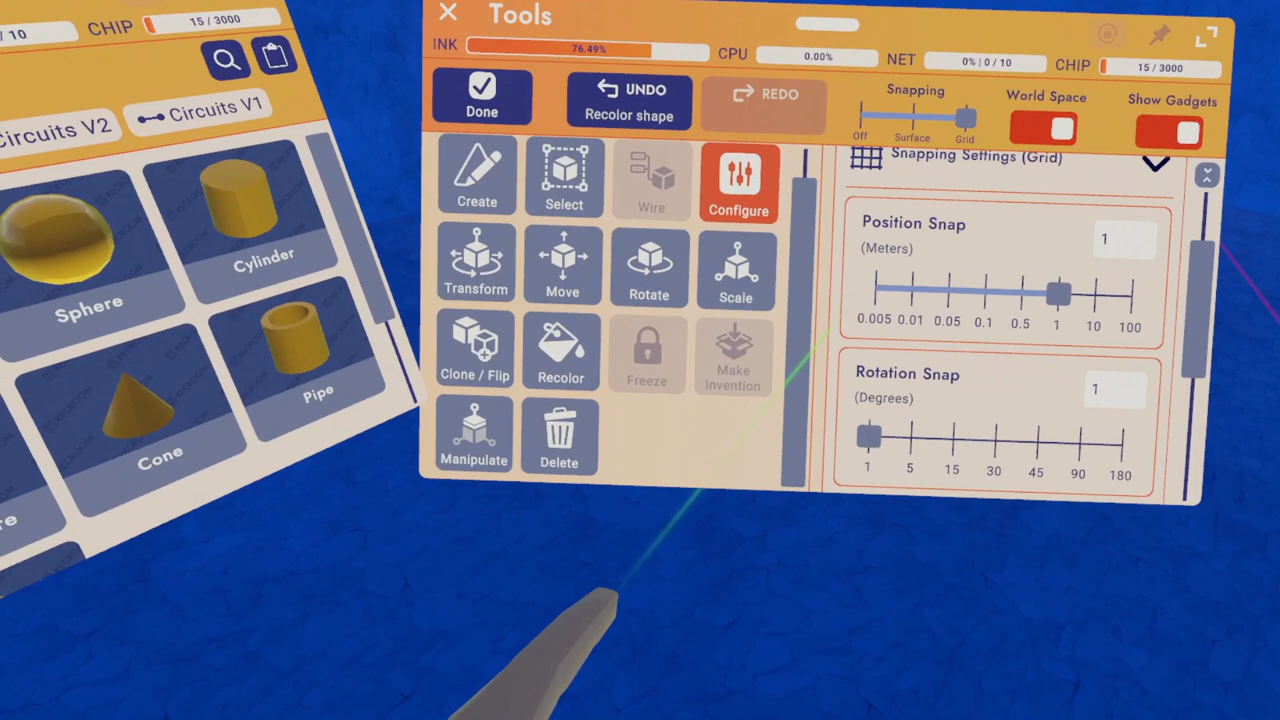 / 10
CHIP
15 / 3000
Circuits V2
Circuits V1
Sphere
Cylinder
Cone
Pipe
Tools
INK
76.49%
CPU
0.00%
NET
0% | 0 / 10
CHIP
15 / 3000
Done
UNDO
Recolor shape
REDO
Snapping
Off
Surface
Grid
World Space
Show Gadgets
Create
Select
Wire
Configure
Transform
Move
Rotate
Scale
Clone / Flip
Recolor
Freeze
Make
Invention
Manipulate
Delete
Snapping Settings (Grid)
Position Snap
(Meters)
1
0.005 0.01 0.05 0.1 0.5 1 10 100
Rotation Snap
(Degrees)
1
1 5 15 30 45 90 180